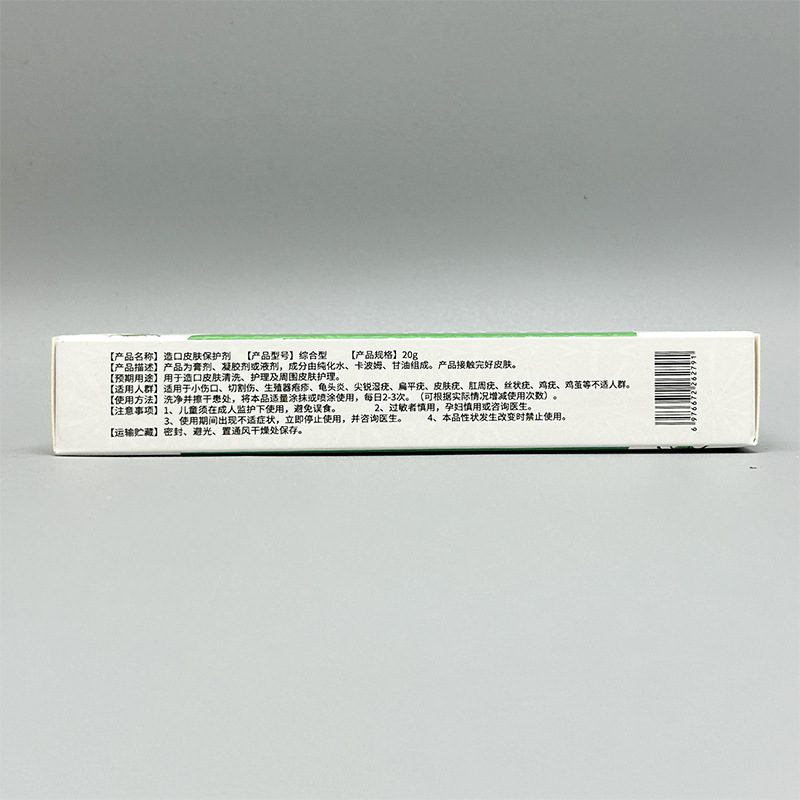 【产品名称】造口皮肤保护剂 【产品型号】综合型 【产品规格】20g
【产品描述】产品为膏剂、凝胶剂或液剂，成分由纯化水、卡波姆、甘油组成。产品接触完好皮肤。
【预期用途】用于造口皮肤清洗、护理及周围皮肤护理。
【适用人群】适用于小伤口、切割伤、生殖器疱疹、龟头炎、尖锐湿疣、扁平疣、皮肤疣、肛周疣、丝状疣、鸡疣、鸡茧等不适人群。
【使用方法】洗净并擦干患处，将本品适量涂抹或喷涂使用，每日2-3次。（可根据实际情况增减使用次数）。
【注意事项】1、儿童须在成人监护下使用，避免误食。 2、过敏者慎用，孕妇慎用或咨询医生。
3、使用期间出现不适症状，立即停止使用，并咨询医生。 4、本品性状发生改变时禁止使用。
【运输贮藏】密封、避光、置通风干燥处保存。
6976672262791